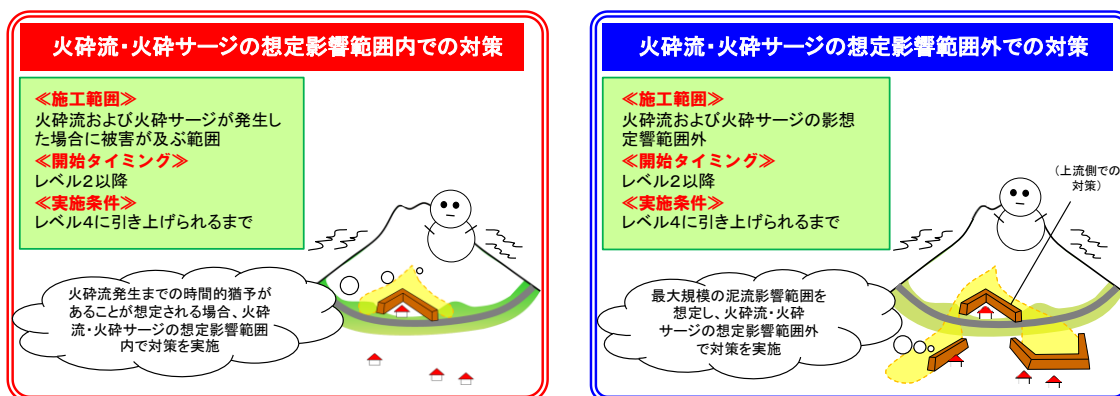 火砕流・火砕サージの想定影響範囲内での対策
≪施工範囲≫
火砕流および火砕サージが発生し
た場合に被害が及ぶ範囲
≪開始タイミング≫
レベル2以降
≪実施条件≫
レベル4に引き上げられるまで
火砕流発生までの時間的猶予が
あることが想定される場合、火砕
流・火砕サージの想定影響範囲
内で対策を実施
火砕流・火砕サージの想定影響範囲外での対策
≪施工範囲≫
火砕流および火砕サージの影想
定響範囲外
≪開始タイミング≫
レベル2以降
≪実施条件≫
レベル4に引き上げられるまで
（上流側での
対策）
最大規模の泥流影響範囲を
想定し、火砕流・火砕
サージの想定影響範囲外
で対策を実施